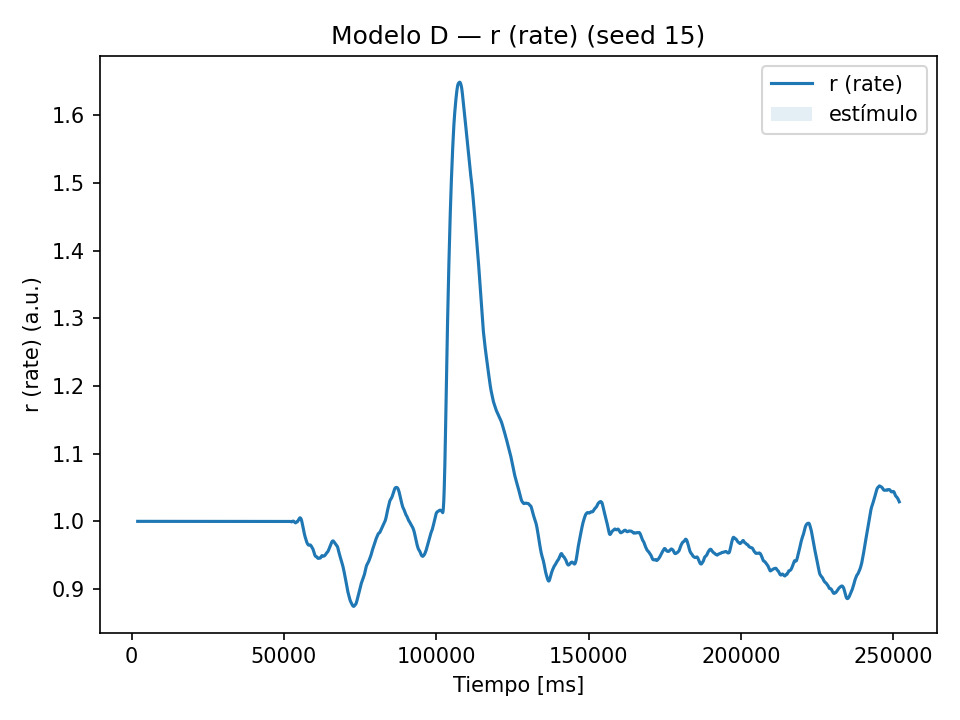 Modelo D — r (rate) (seed 15)
r (rate)
estímulo
r (rate) (a.u.)
1.6
1.5
1.4
1.3
1.2
1.1
1.0
0.9
0
50000
100000
150000
200000
250000
Tiempo [ms]